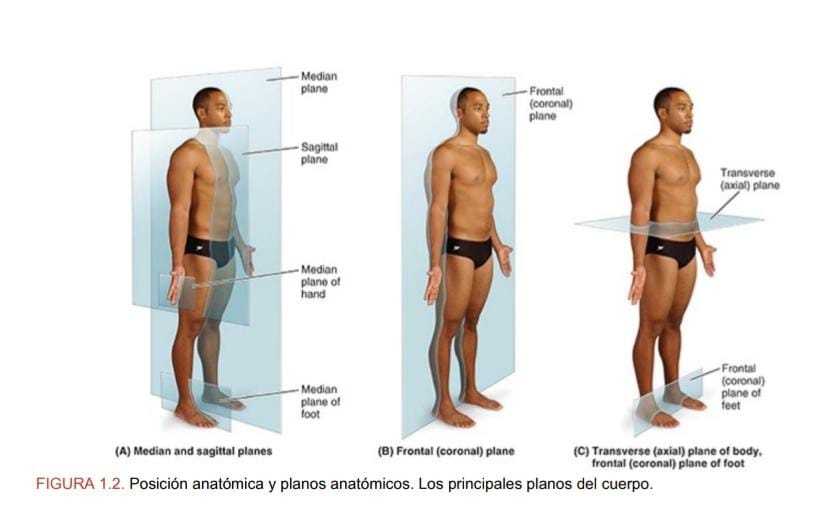 Median
plane
Sagittal
plane
Median
plane of
hand
Median
plane of
foot
(A) Median and sagittal planes
Frontal
(coronal)
plane
(B) Frontal (coronal) plane
Transverse
(axial) plane
Frontal
(coronal)
plane of
feet
(C) Transverse (axial) plane of body,
frontal (coronal) plane of foot
FIGURA 1.2. Posición anatómica y planos anatómicos. Los principales planos del cuerpo.